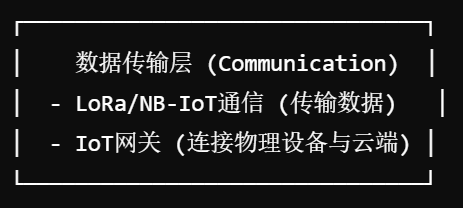 数据传输层 (Communication)
- LoRa/NB-IoT通信 (传输数据)
- IoT网关 (连接物理设备与云端)